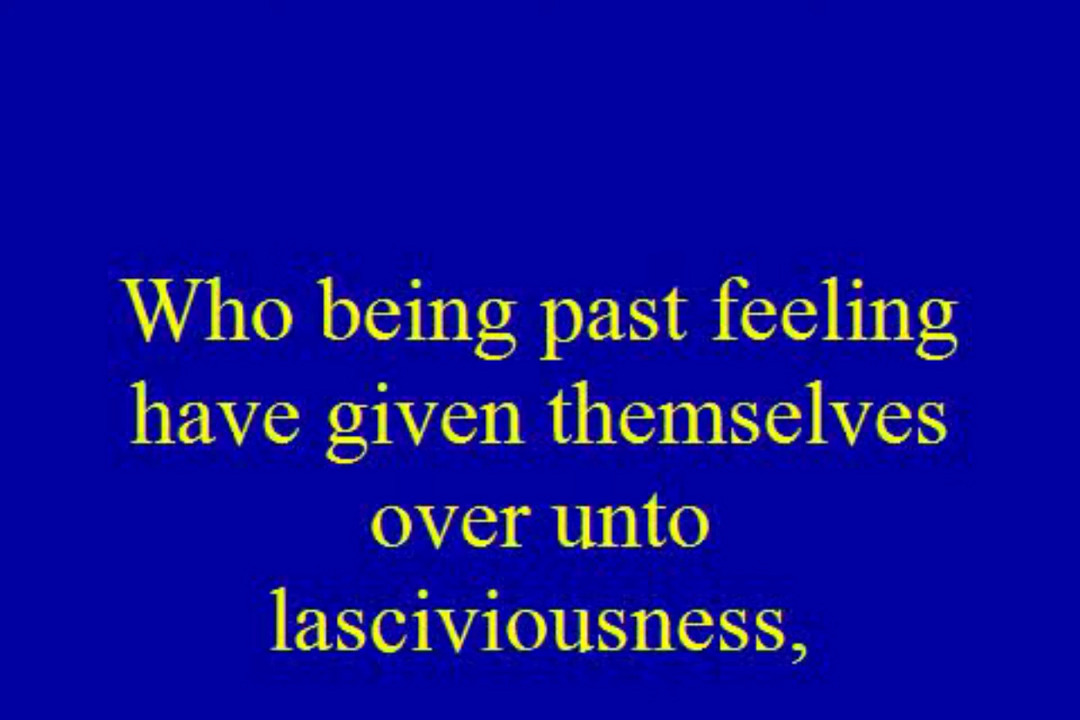 Who being past feeling
have given themselves
over unto
lasciviousness,